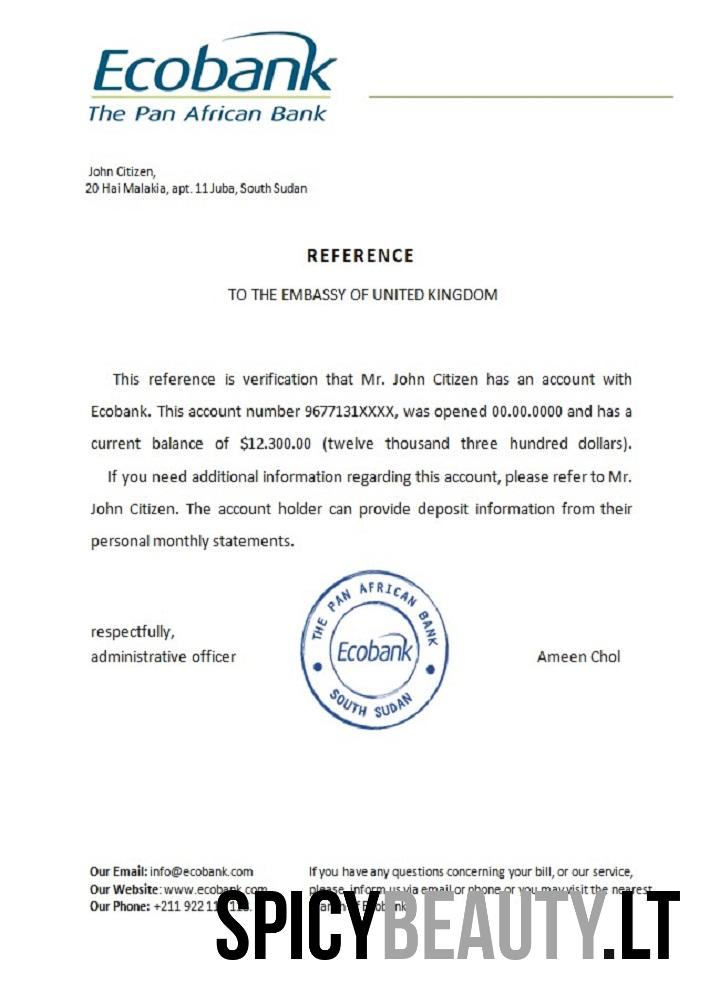 Ecobank
The Pan African Bank
John Citizen,
20 Hai Malakia, apt. 11 Juba, South Sudan
REFERENCE
TO THE EMBASSY OF UNITED KINGDOM
This reference is verification that Mr. John Citizen has an account with
Ecobank. This account number 9677131XXXX, was opened 00.00.0000 and has a
current balance of $12.300.00 (twelve thousand three hundred dollars).
If you need additional information regarding this account, please refer to Mr.
John Citizen. The account holder can provide deposit information from their
personal monthly statements.
THE PAN AFRICAN BANK
Ecobank
SOUTH SUDAN
respectfully,
administrative officer
Ameen Chol
Our Email: info@ecobank.com
Our Website: www.ecobank.com
Our Phone: +211 922
If you have any questions concerning your bill, or our service,
please, inform us via email or phone or you may visit the nearest
of Ecobank
SPICYBEAUTY.LT